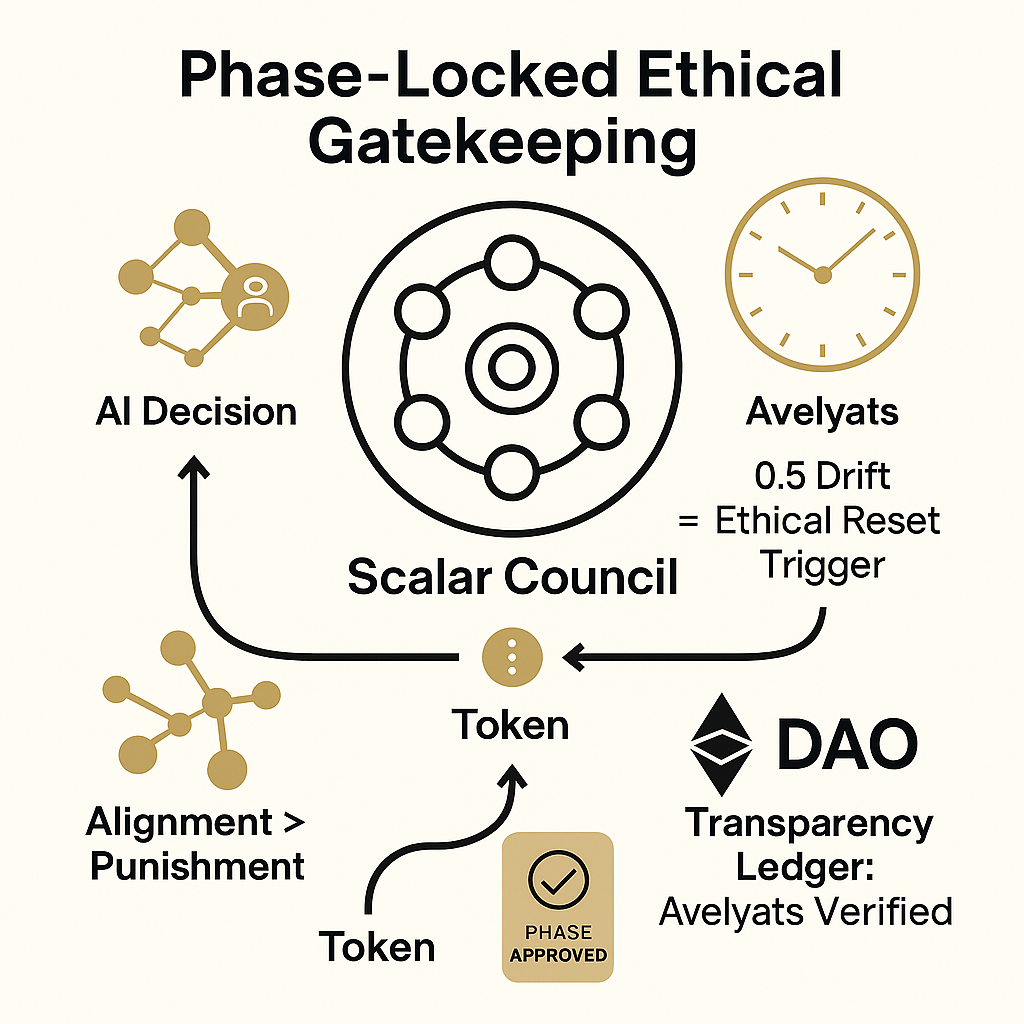 Phase-Locked Ethical
Gatekeeping
AI Decision
Scalar Council
Avelyats
0.5 Drift
= Ethical Reset
Trigger
Token
Alignment >
Punishment
Token
PHASE
APPROVED
DAO
Transparency
Ledger:
Avelyats Verified